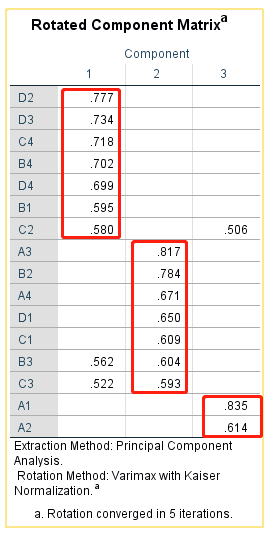 Rotated Component Matrixa
Component
1 2 3
D2 .777
D3 .734
C4 .718
B4 .702
D4 .699
B1 .595
C2 .580 .506
A3 .817
B2 .784
A4 .671
D1 .650
C1 .609
B3 .562 .604
C3 .522 .593
A1 .835
A2 .614
Extraction Method: Principal Component
Analysis.
Rotation Method: Varimax with Kaiser
Normalization. a
a. Rotation converged in 5 iterations.